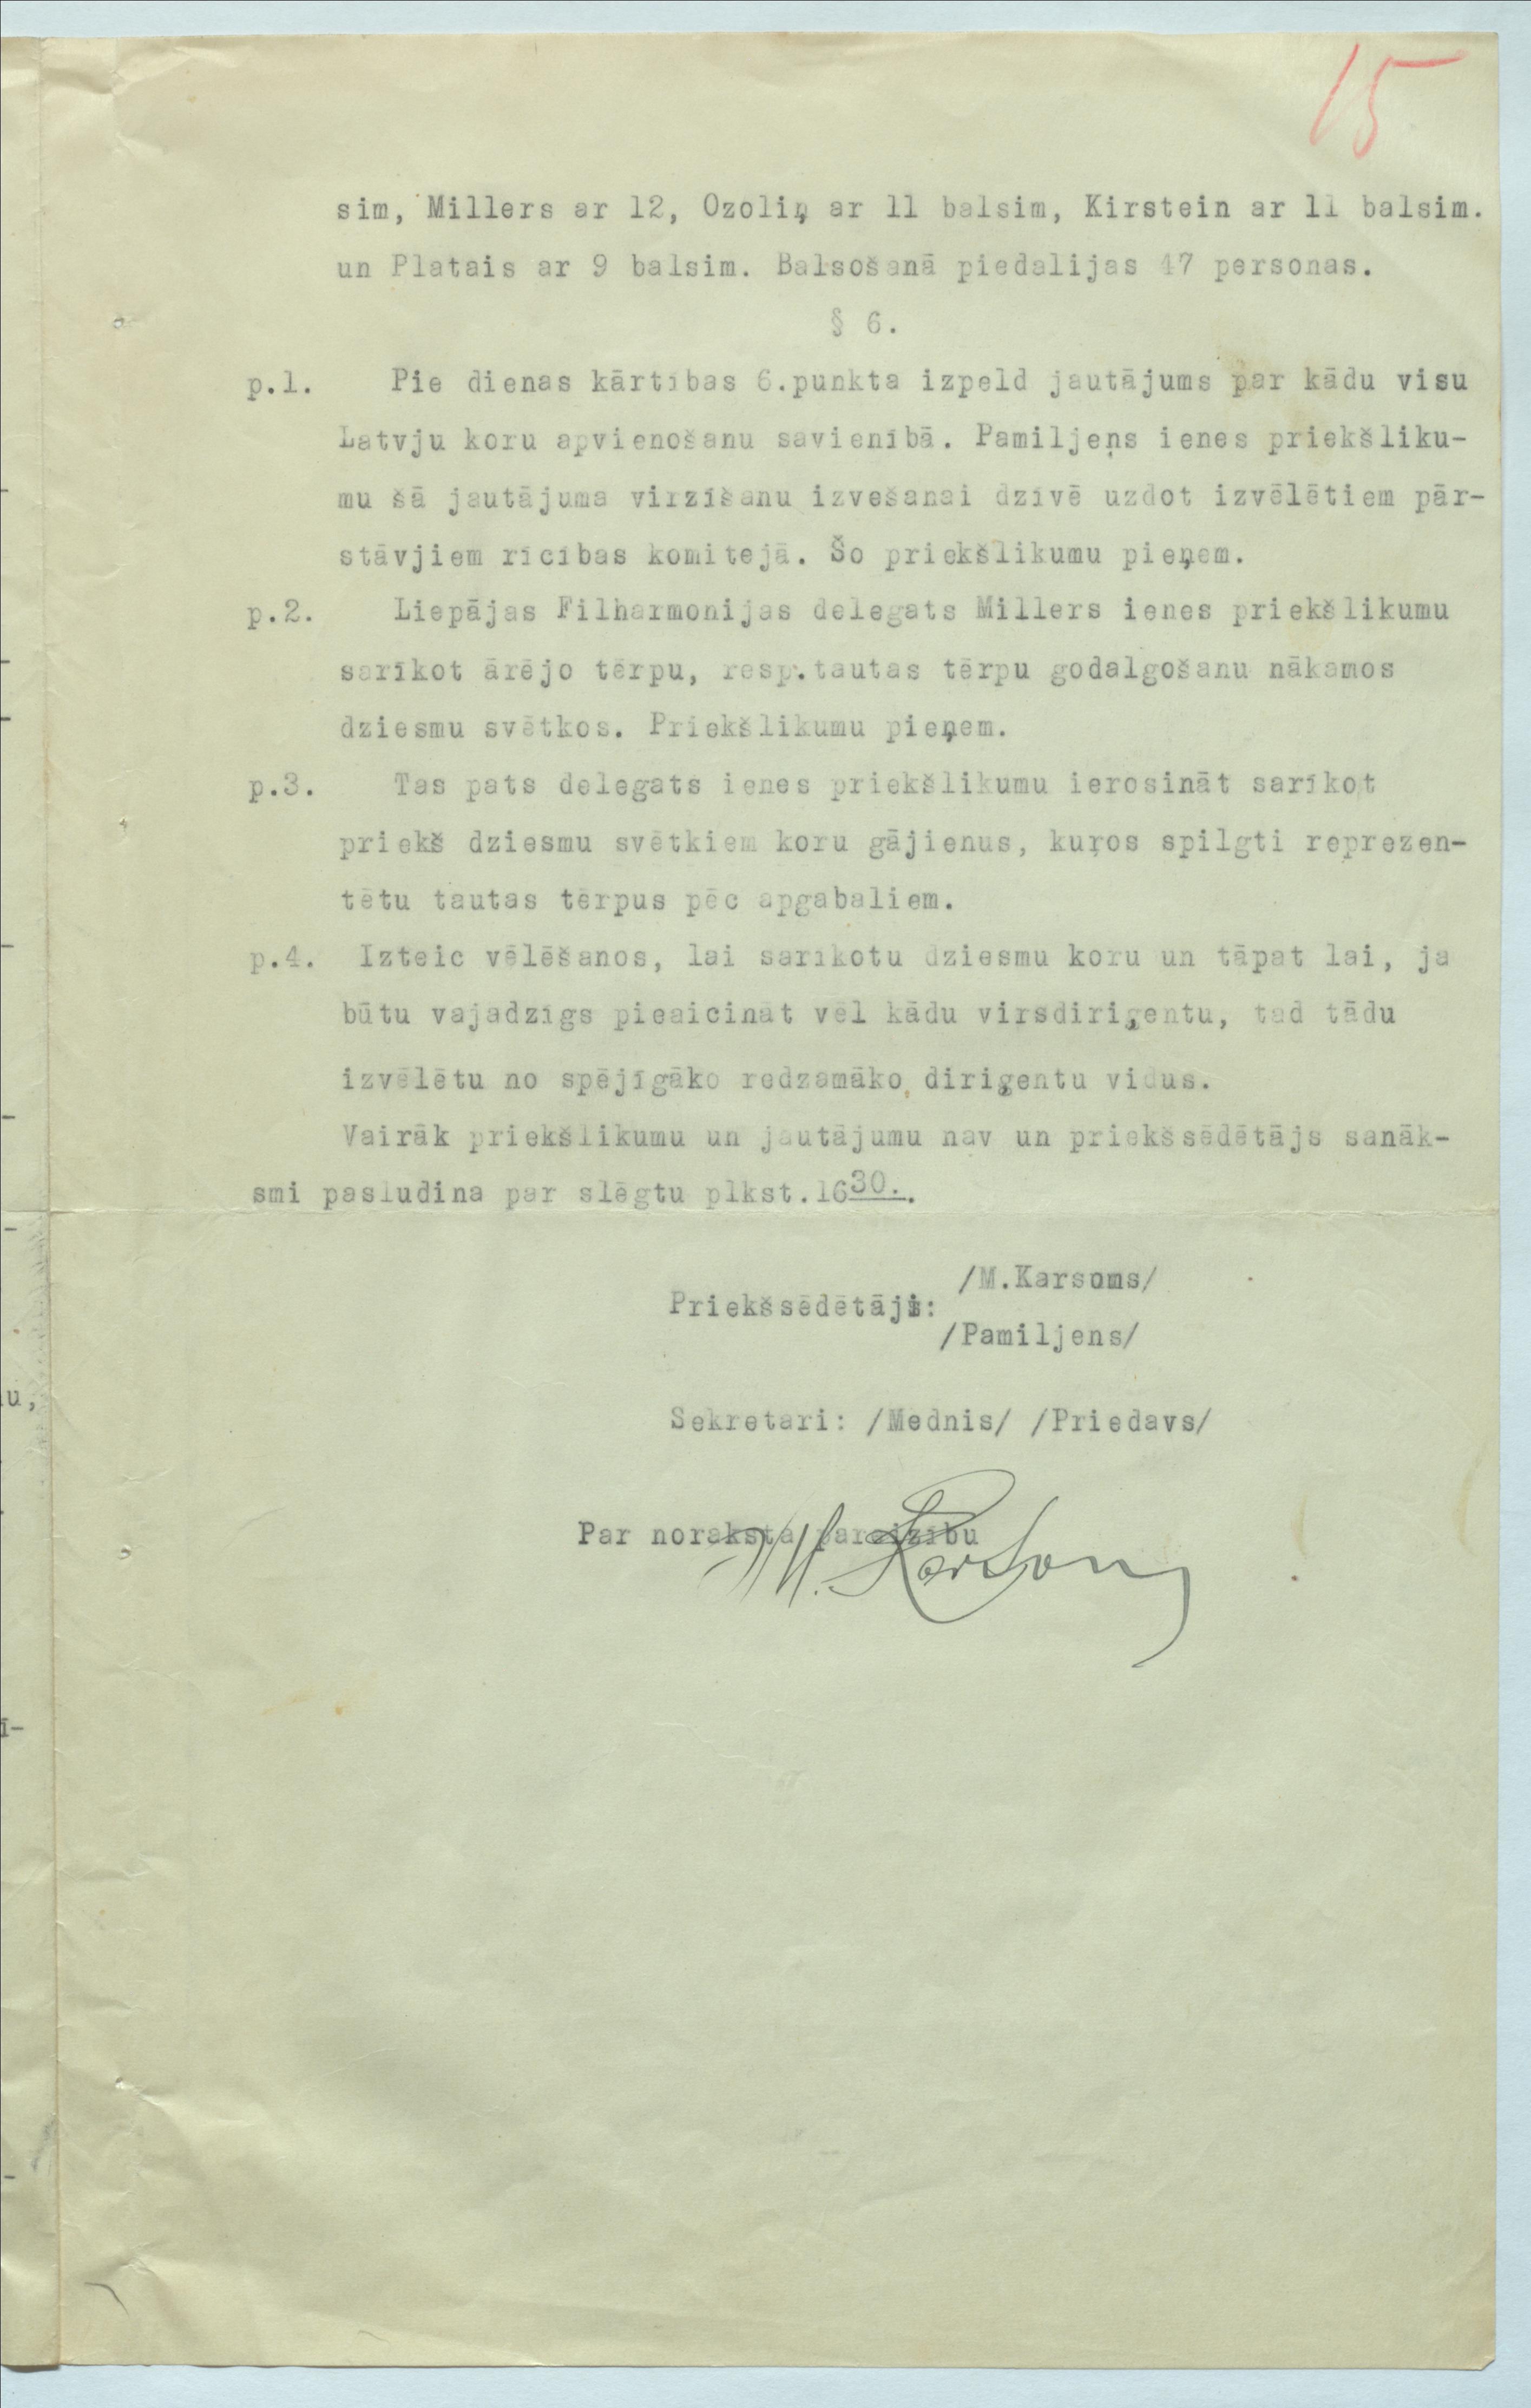 15
sim, Millers ar 12, Ozoliņ ar 11 balsim, Kirstein ar 11 balsim.
un Platais ar 9 balsim. Balsošanā piedalijas 47 personas.
§ 6.
p.1. Pie dienas kārtības 6.punkta izpeld jautājums par kādu visu
Latvju koru apvienošanu savienībā. Pamiljeņs ienes priekšliku-
mu šā jautājuma virzīšanu izvešanai dzīvē uzdot izvēlētiem pār-
stāvjiem rīcības komitejā. Šo priekšlikumu pieņem.
p.2. Liepājas Filharmonijas delegats Millers ienes priekšlikumu
sarīkot ārējo tērpu, resp.tautas tērpu godalgošanu nākamos
dziesmu svētkos. Priekšlikumu pieņem.
p.3. Tas pats delegats ienes priekšlikumu ierosināt sarīkot
priekš dziesmu svētkiem koru gājienus, kuŗos spilgti reprezen-
tētu tautas tērpus pēc apgabaliem.
p.4. Izteic vēlēšanos, lai sarīkotu dziesmu koru un tāpat lai, ja
būtu vajadzīgs pieaicināt vēl kādu virsdiriģentu, tad tādu
izvēlētu no spējīgāko redzamāko, diriģentu vidus.
Vairāk priekšlikumu un jautājumu nav un priekšsēdētājs sanāk-
smi pasludina par slēgtu plkst.16 30..
/M.Karsoms/
Priekšsēdētāji:
/Pamiljens/
Sekretari: /Mednis/ /Priedavs/
Par noraksta pareizību
M. Karsons
u,
ī-